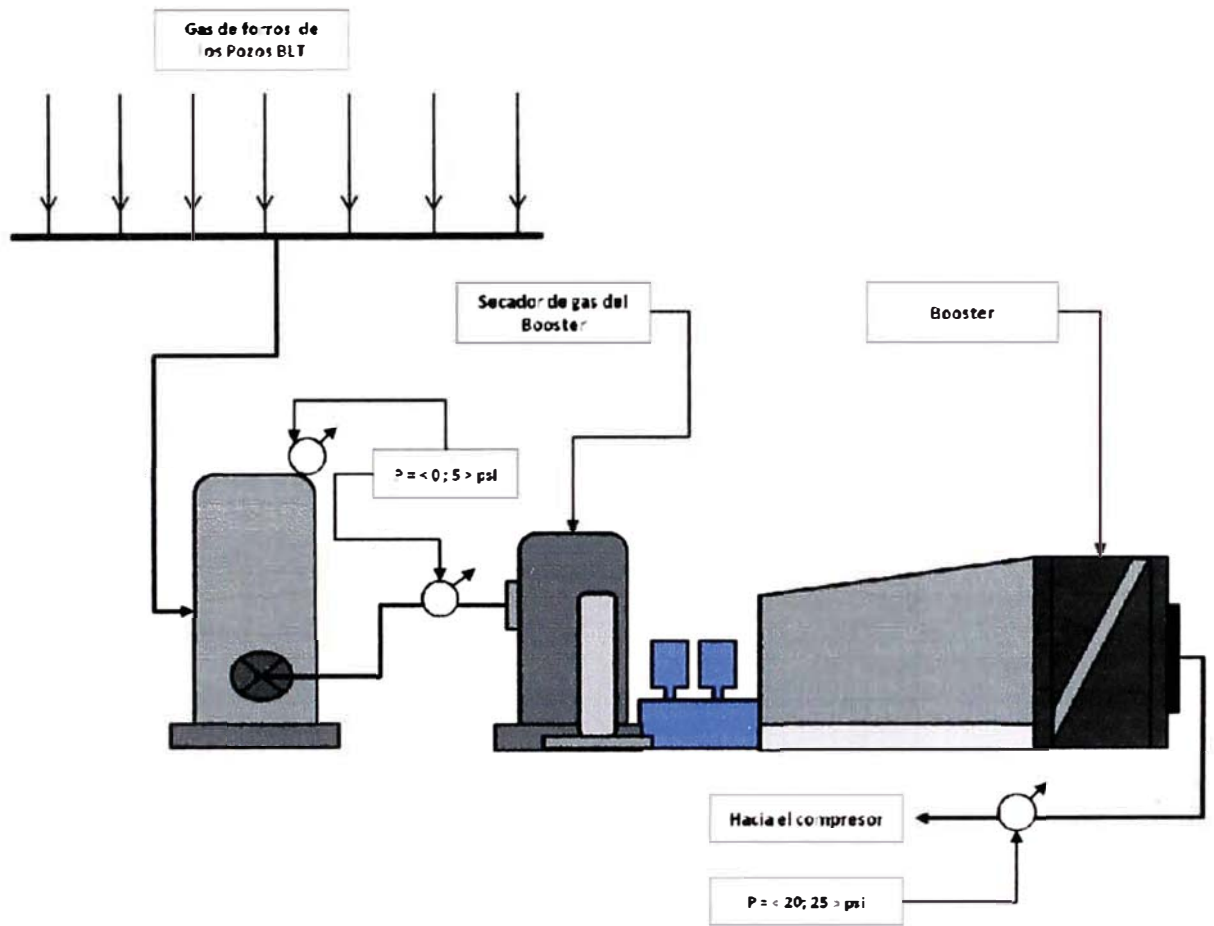 Gas de forros de
los Pozos BLT
Secador de gas del
Booster
Booster
P = < 0 ; 5 > psi
Hacia el compresor
P = < 20; 25 > psi